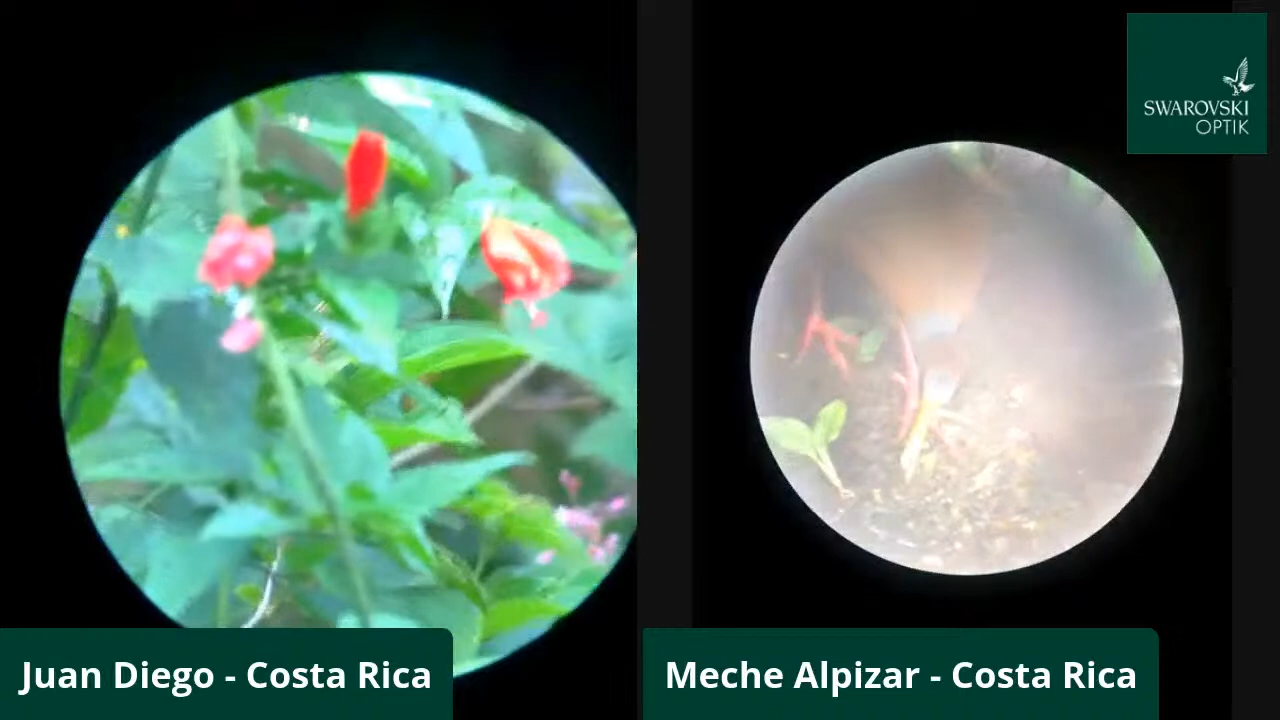 SWAROVSKI
OPTIK
Juan Diego - Costa Rica
Meche Alpizar - Costa Rica